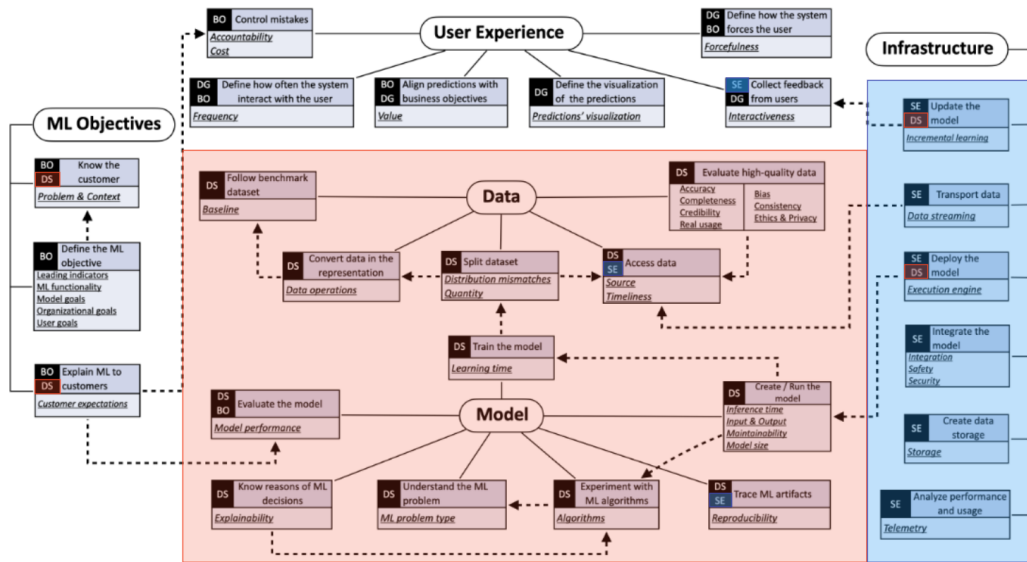 BO Control mistakes
Accountability
Cost
User Experience
DG Define how the system
BO forces the user
Forcefulness
Infrastructure
DG Define how often the system
BO interact with the user
Frequency
BO Align predictions with
DG business objectives
Value
DG Define the visualization
of the predictions
Predictions' visualization
SE Collect feedback
DG from users
Interactiveness
SE Update the
DS model
Incremental learning
ML Objectives
BO Know the
DS customer
Problem & Context
BO Define the ML
objective
Leading indicators
ML functionality
Model goals
Organizational goals
User goals
BO Explain ML to
DS customers
Customer expectations
DS Follow benchmark
dataset
Baseline
Data
DS Evaluate high-quality data
Accuracy
Completeness
Credibility
Real usage
Bias
Consistency
Ethics & Privacy
SE Transport data
Data streaming
DS Convert data in the
representation
Data operations
DS Split dataset
Distribution mismatches
Quantity
DS Access data
SE
Source
Timeliness
SE Deploy the
DS model
Execution engine
DS Train the model
Learning time
SE Integrate the
model
Integration
Safety
Security
DS Evaluate the model
BO
Model performance
Model
DS Create / Run the
model
Inference time
Input & Output
Maintainability
Model size
SE Create data
storage
Storage
DS Know reasons of ML
decisions
Explainability
DS Understand the ML
problem
ML problem type
DS Experiment with
ML algorithms
Algorithms
DS Trace ML artifacts
SE
Reproducibility
SE Analyze performance
and usage
Telemetry